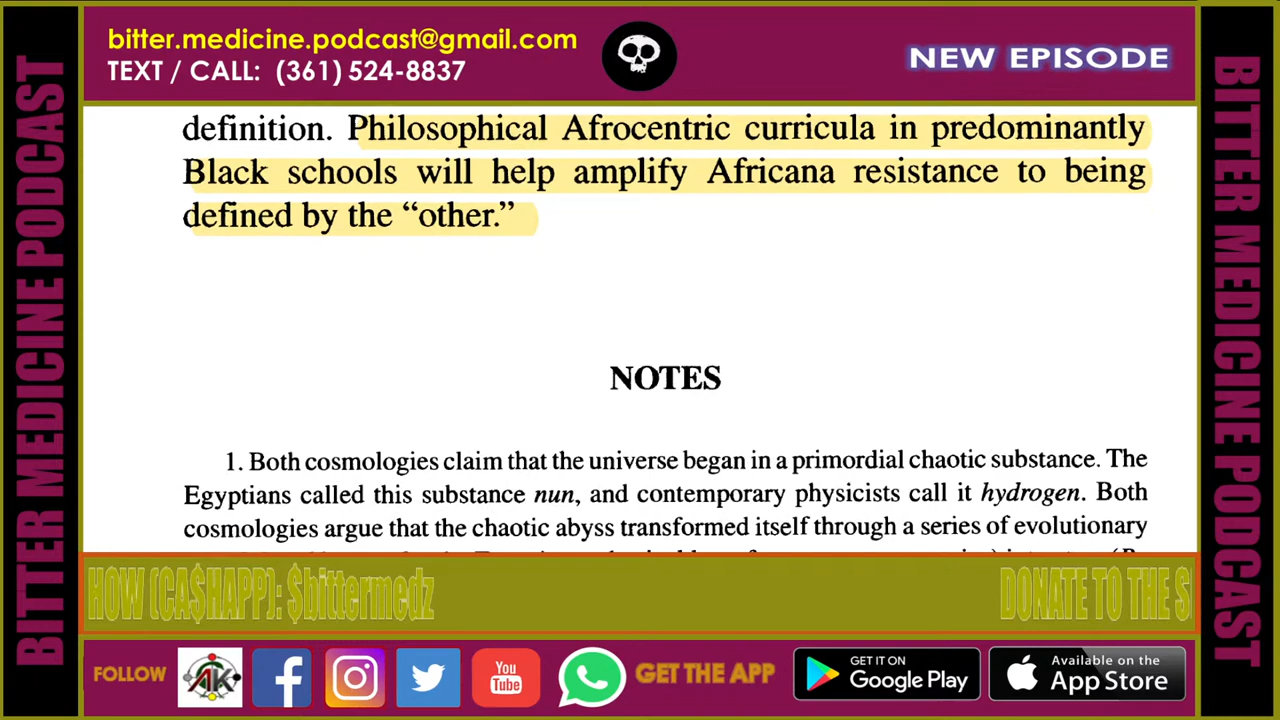 bitter.medicine.podcast@gmail.com
TEXT / CALL: (361) 524-8837
NEW EPISODE
BITTER MEDICINE PODCAST
BITTER MEDICINE PODCAST
definition. Philosophical Afrocentric curricula in predominantly
Black schools will help amplify Africana resistance to being
defined by the “other.”
NOTES
1. Both cosmologies claim that the universe began in a primordial chaotic substance. The
Egyptians called this substance nun, and contemporary physicists call it hydrogen. Both
cosmologies argue that the chaotic abyss transformed itself through a series of evolutionary
HOW (CA$HAPP): $bittermedz
DONATE TO THE S
FOLLOW
You
Tube
GET THE APP
GET IT ON
Google Play
Available on the
App Store